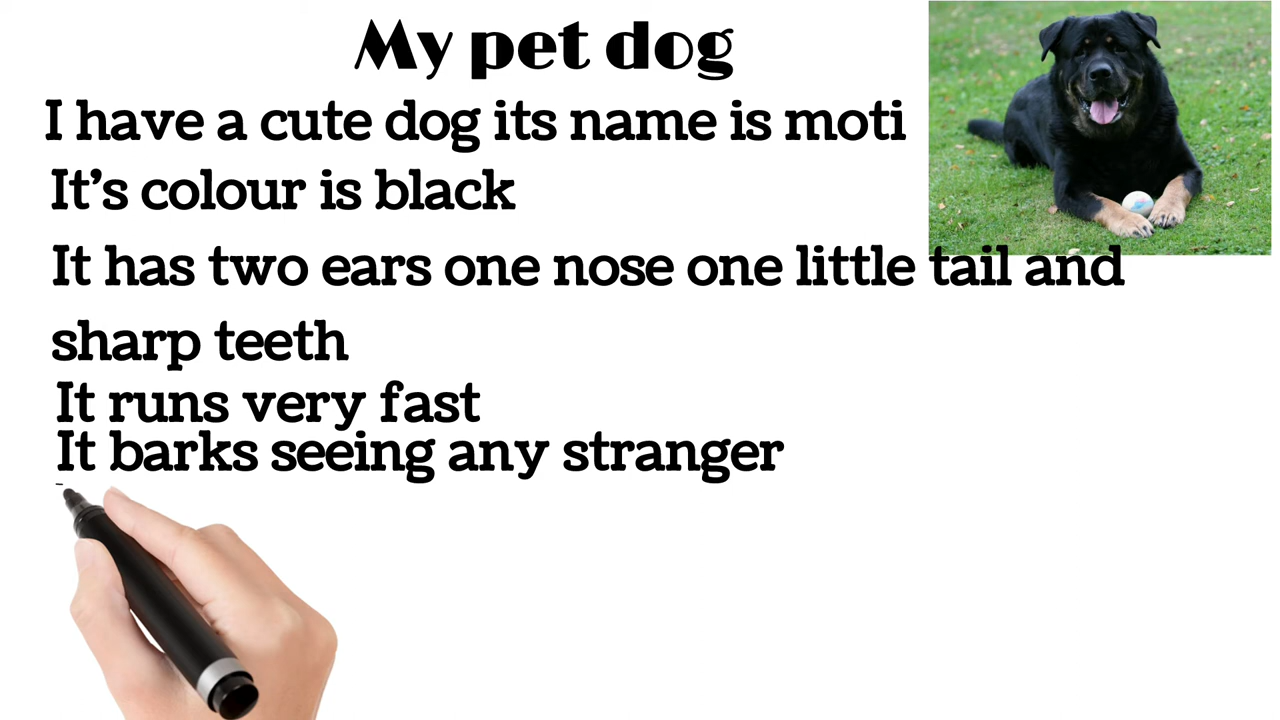 My pet dog
I have a cute dog its name is moti
It's colour is black
It has two ears one nose one little tail and
sharp teeth
It runs very fast
It barks seeing any stranger